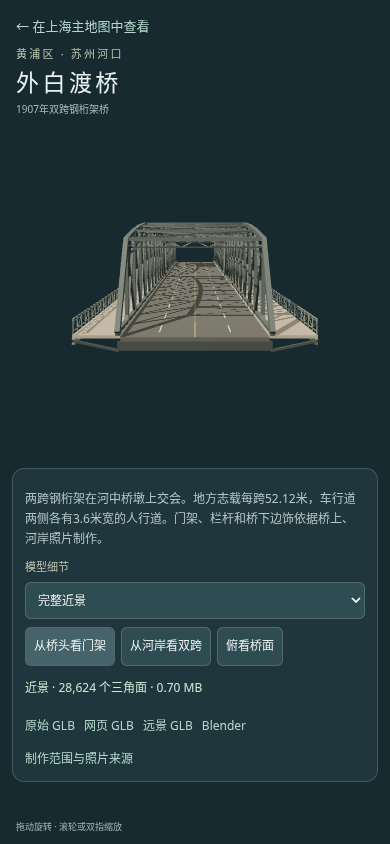 ← 在上海主地图中查看
黄浦区 · 苏州河口
外白渡桥
1907年双跨钢桁架桥
两跨钢桁架在河中桥墩上交会。地方志载每跨52.12米，车行道
两侧各有3.6米宽的人行道。门架、栏杆和桥下边饰依据桥上、
河岸照片制作。
模型细节
完整近景
从桥头看门架
从河岸看双跨
俯看桥面
近景 · 28,624 个三角面 · 0.70 MB
原始 GLB 网页 GLB 远景 GLB Blender
制作范围与照片来源
拖动旋转 · 滚轮或双指缩放